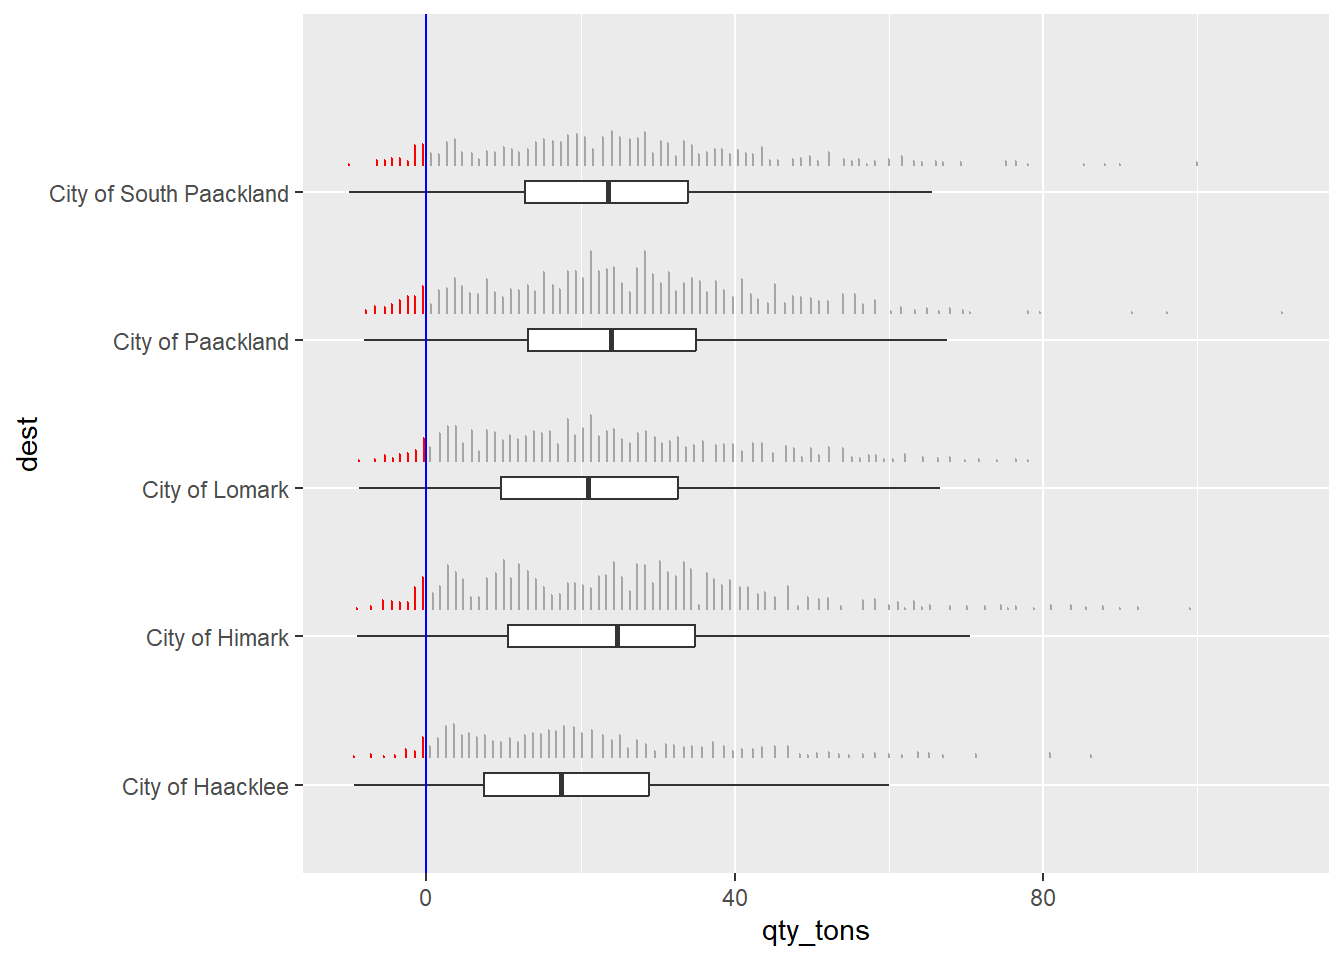 City of South Paackland
City of Paackland
City of Lomark
City of Himark
City of Haacklee
dest
0 40 80
qty_tons